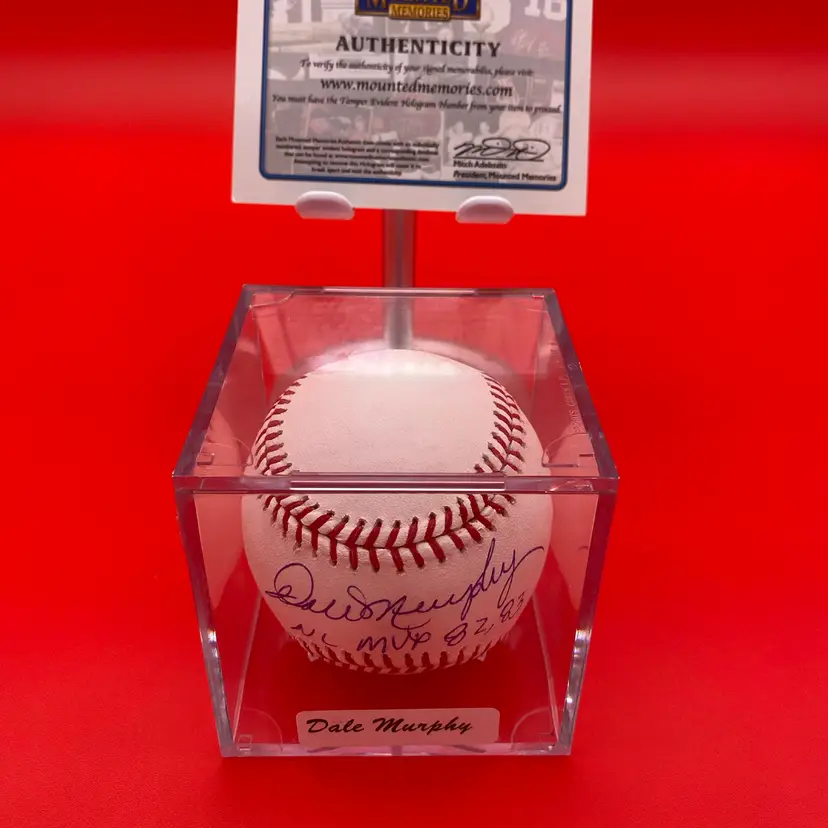 MEMORIES
AUTHENTICITY
To verify the authenticity of your signed memorabilia, please visit:
www.mountedmemories.com
You must have the Tamper Evident Hologram Number from your item to proceed.
Mitch Adelstein
President, Mounted Memories
Dale Murphy
NL MVP 82, 83
Dale Murphy